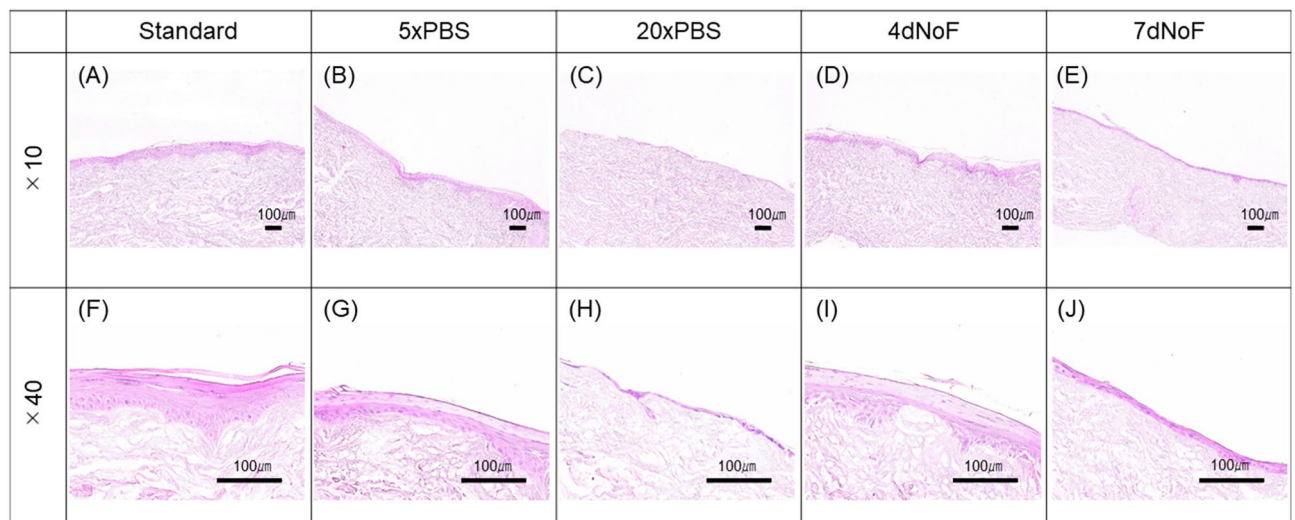 Standard 5xPBS 20xPBS 4dNoF 7dNoF
×10
(A) (B) (C) (D) (E)
100㎛ 100㎛ 100㎛ 100㎛ 100㎛
×40
(F) (G) (H) (I) (J)
100㎛ 100㎛ 100㎛ 100㎛ 100㎛